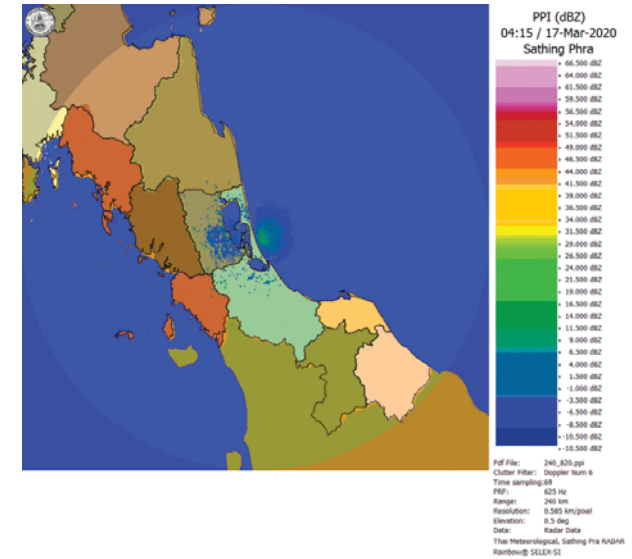 PPI (dBZ)
04:15 / 17-Mar-2020
Sathing Phra
66.500 dBZ
64.000 dBZ
61.500 dBZ
59.500 dBZ
56.500 dBZ
54.000 dBZ
51.500 dBZ
49.000 dBZ
46.500 dBZ
44.000 dBZ
41.500 dBZ
39.000 dBZ
36.500 dBZ
34.000 dBZ
31.500 dBZ
29.000 dBZ
26.500 dBZ
24.000 dBZ
21.500 dBZ
19.000 dBZ
16.500 dBZ
14.000 dBZ
11.500 dBZ
9.000 dBZ
6.500 dBZ
4.000 dBZ
1.500 dBZ
-1.000 dBZ
-3.500 dBZ
-6.500 dBZ
-8.500 dBZ
-10.500 dBZ
-10.500 dBZ
Pdf File: 240_820.ppi
Clutter Filter: Doppler Num 6
Time sampling:69
PRF: 625 Hz
Range: 240 km
Resolution: 0.585 km/pixel
Elevation: 0.5 deg
Data: Radar Data
Thai Meteorological, Sathing Pra RADAR
Rainbow® SELEX-SI